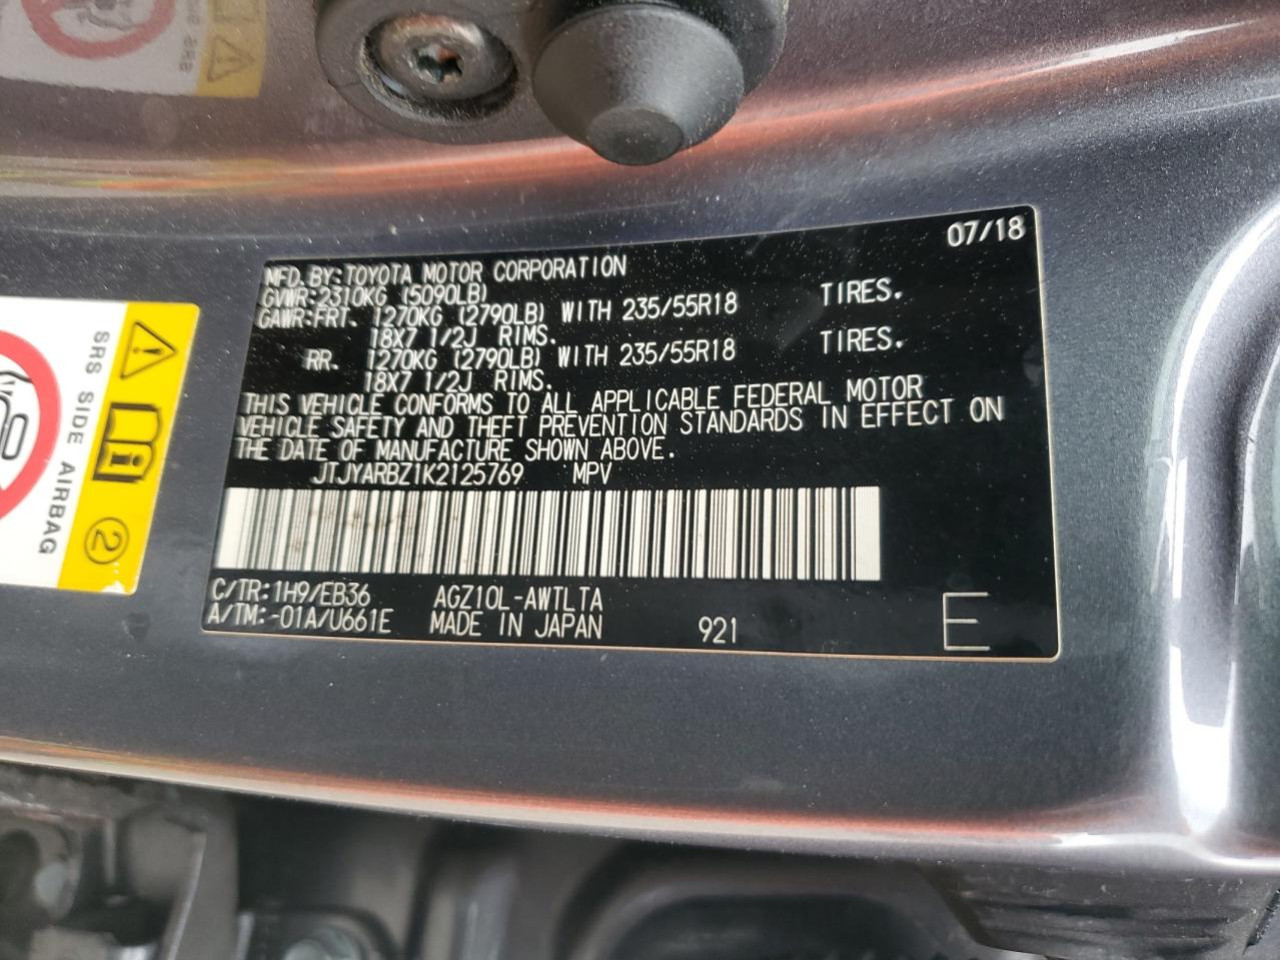 07/18
MFD. BY: TOYOTA MOTOR CORPORATION
GVWR: 2310KG (5090LB)
GAWR: FRT. 1270KG (2790LB) WITH 235/55R18 TIRES.
18X7 1/2J RIMS.
RR. 1270KG (2790LB) WITH 235/55R18 TIRES.
18X7 1/2J RIMS.
THIS VEHICLE CONFORMS TO ALL APPLICABLE FEDERAL MOTOR
VEHICLE SAFETY AND THEFT PREVENTION STANDARDS IN EFFECT ON
THE DATE OF MANUFACTURE SHOWN ABOVE.
JTJYARBZ1K2125769 MPV
C/TR: 1H9/EB36 AGZ10L-AWTLTA
A/TM: -01A/U661E MADE IN JAPAN 921 E
SRS SIDE AIRBAG
2